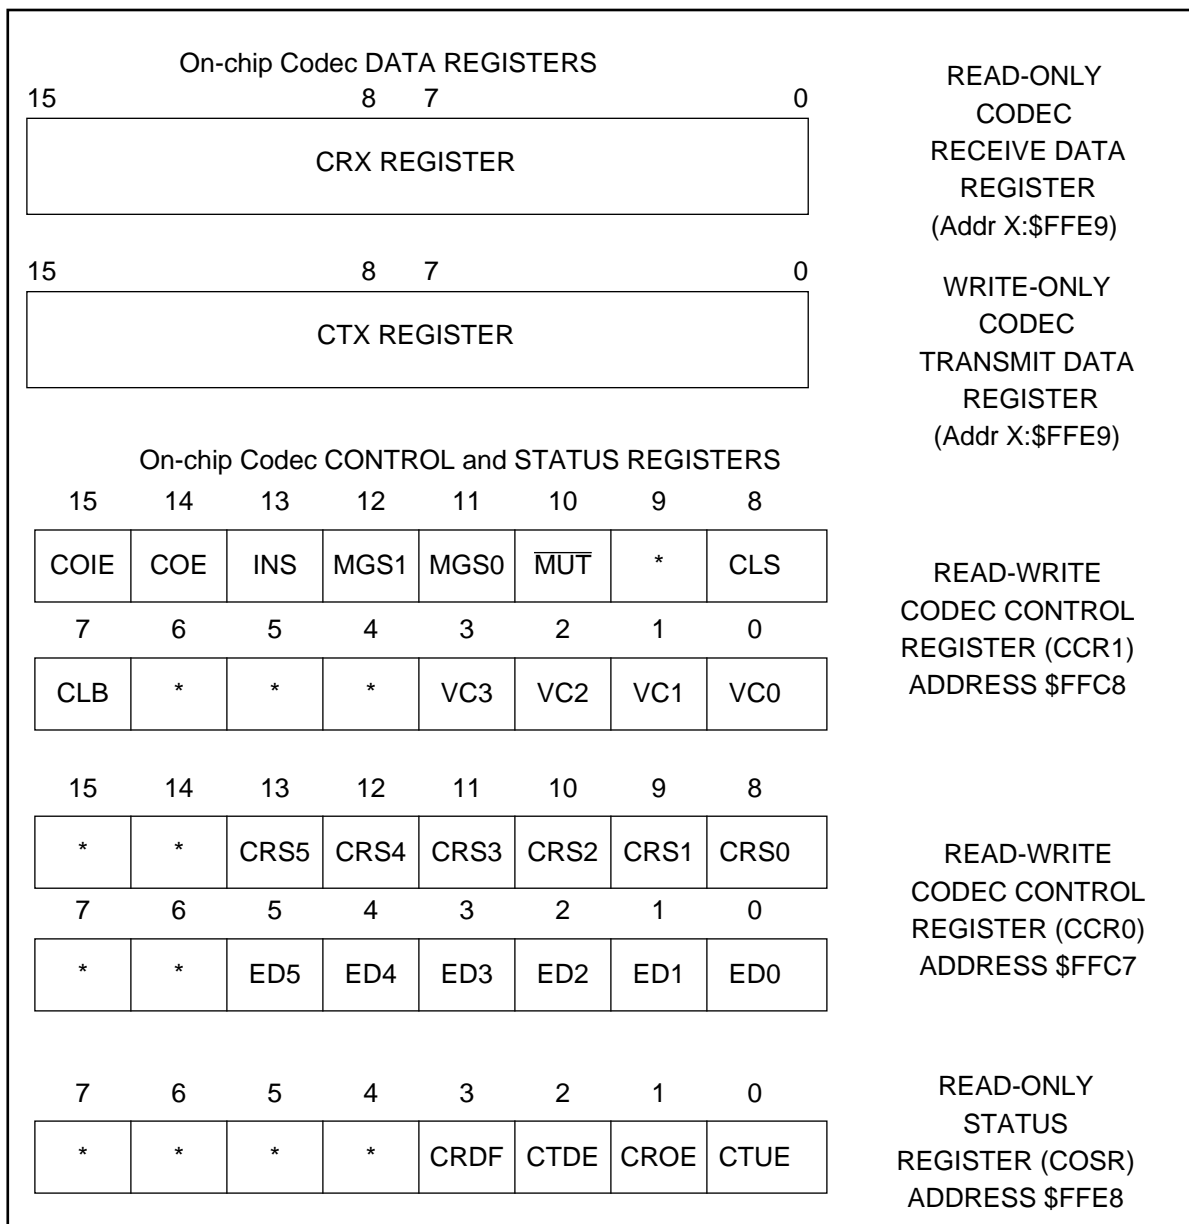 On-chip Codec DATA REGISTERS
15 8 7 0
CRX REGISTER
READ-ONLY
CODEC
RECEIVE DATA
REGISTER
(Addr X:$FFE9)
15 8 7 0
CTX REGISTER
WRITE-ONLY
CODEC
TRANSMIT DATA
REGISTER
(Addr X:$FFE9)
On-chip Codec CONTROL and STATUS REGISTERS
15 14 13 12 11 10 9 8
COIE COE INS MGS1 MGS0 M̅U̅T̅ * CLS
7 6 5 4 3 2 1 0
CLB * * * VC3 VC2 VC1 VC0
READ-WRITE
CODEC CONTROL
REGISTER (CCR1)
ADDRESS $FFC8
15 14 13 12 11 10 9 8
* * CRS5 CRS4 CRS3 CRS2 CRS1 CRS0
7 6 5 4 3 2 1 0
* * ED5 ED4 ED3 ED2 ED1 ED0
READ-WRITE
CODEC CONTROL
REGISTER (CCR0)
ADDRESS $FFC7
7 6 5 4 3 2 1 0
* * * * CRDF CTDE CROE CTUE
READ-ONLY
STATUS
REGISTER (COSR)
ADDRESS $FFE8